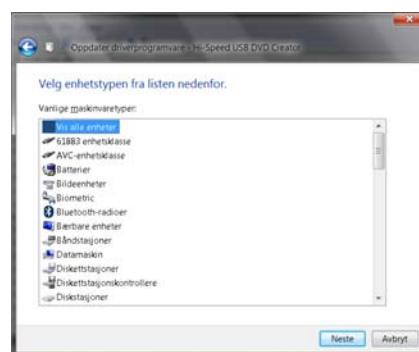 Oppdater driverprogramvare - Hi-Speed USB DVD Creator
Velg enhetstypen fra listen nedenfor.
Vanlige maskinvaretyper:
Vis alle enheter
61883 enhetsklasse
AVC-enhetsklasse
Batterier
Bildeenheter
Biometric
Bluetooth-radioer
Bærbare enheter
Båndstasjoner
Datamaskin
Diskettstasjoner
Diskettstasjonskontrollere
Diskstasjoner
Neste Avbryt